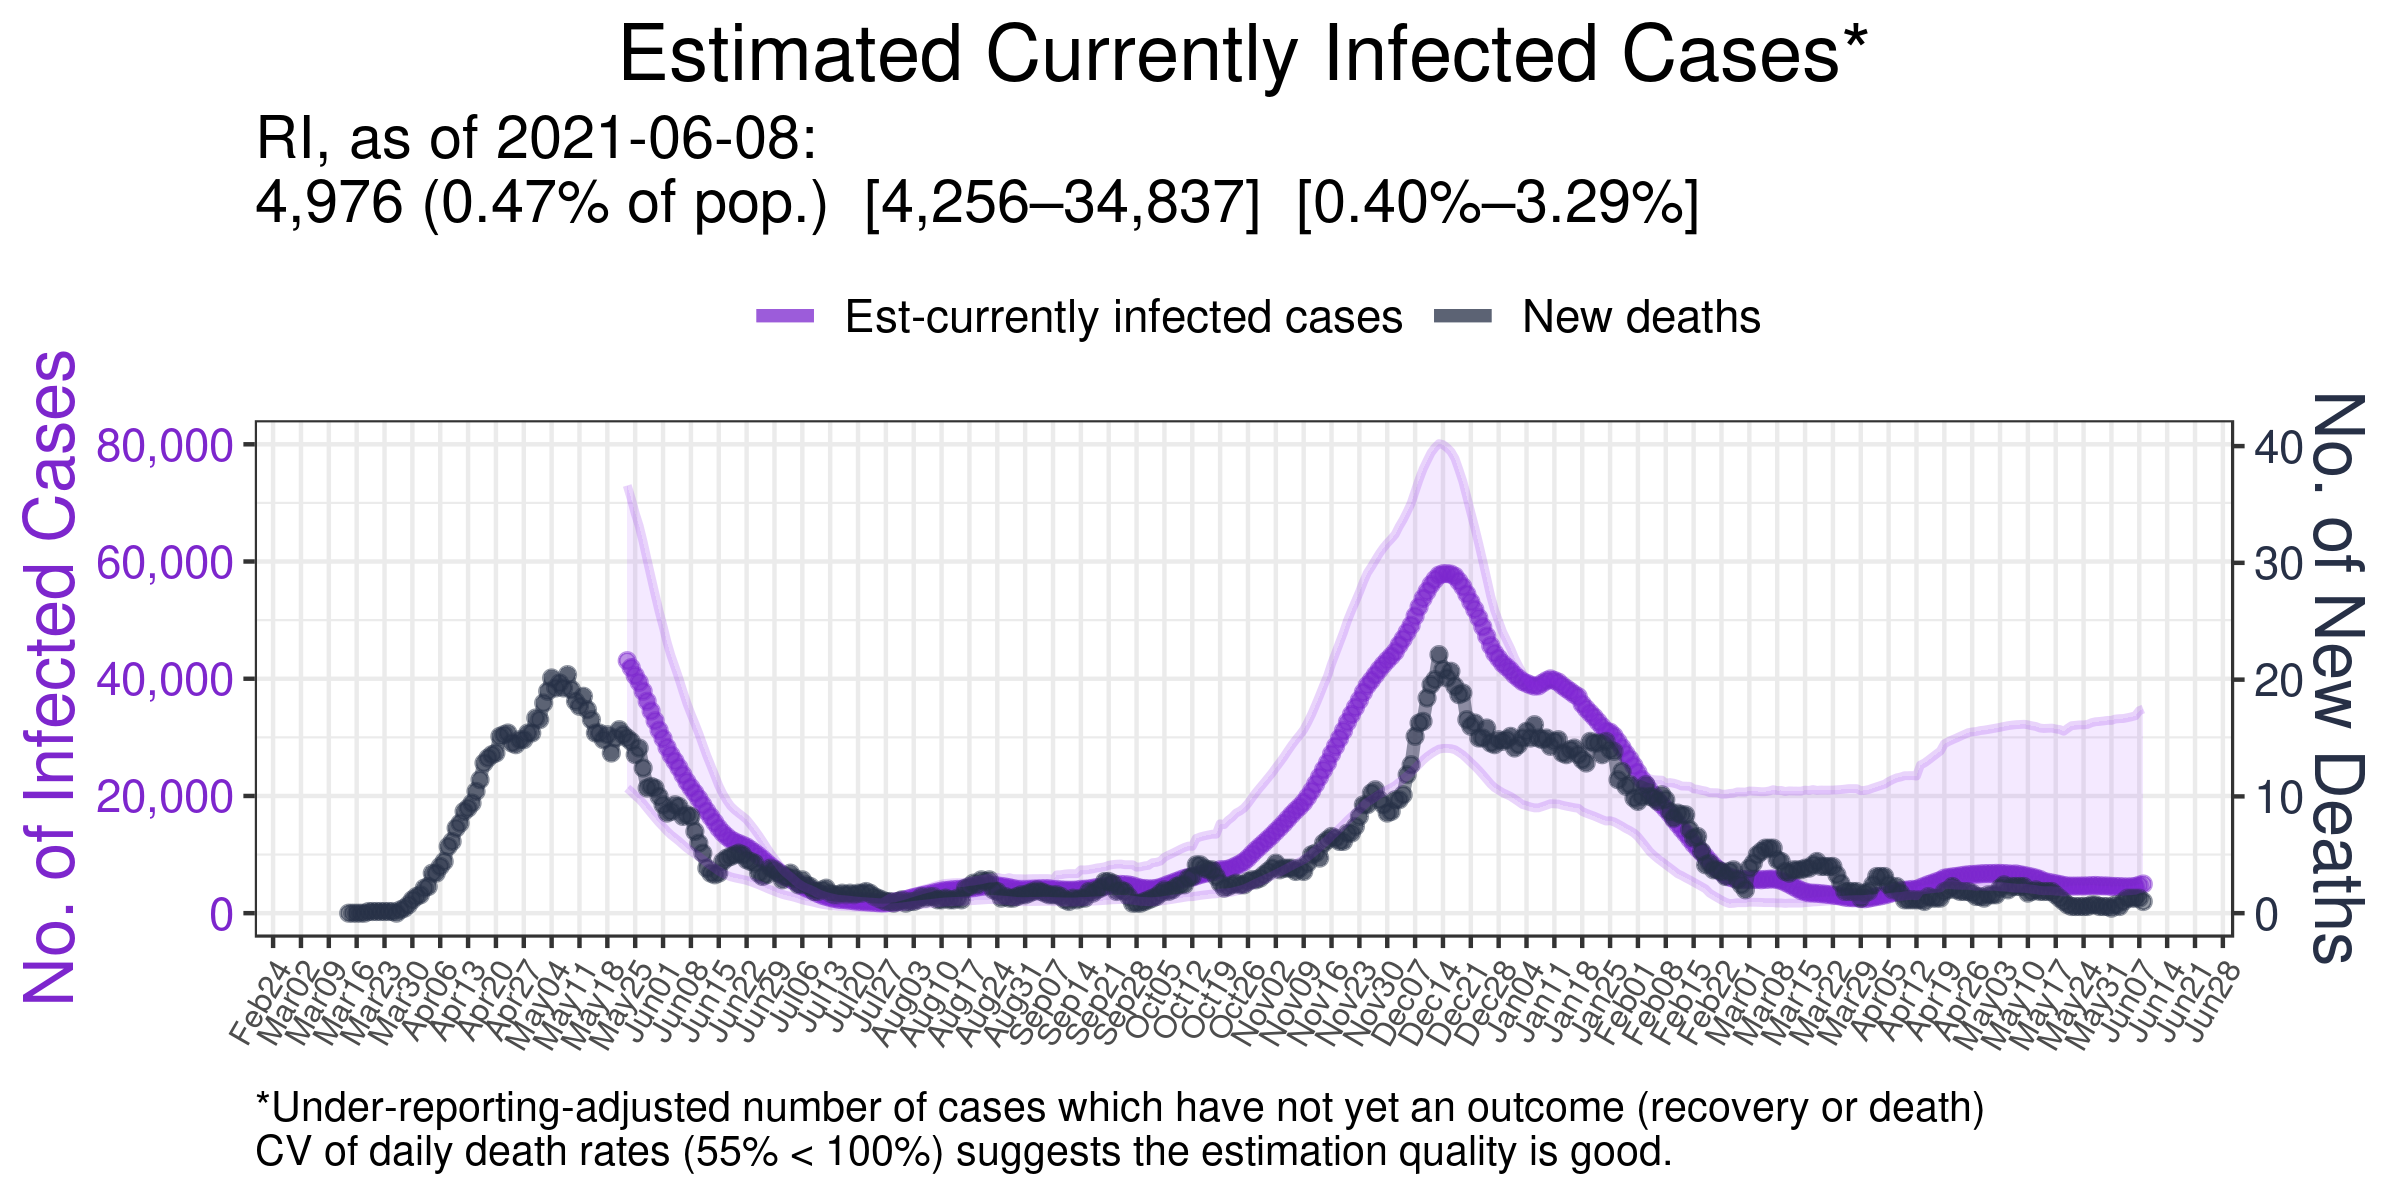 Estimated Currently Infected Cases*
RI, as of 2021-06-08:
4,976 (0.47% of pop.)  [4,256–34,837]  [0.40%–3.29%]
Est-currently infected cases
New deaths
No. of Infected Cases
80,000
60,000
40,000
20,000
0
40
30
20
10
0
No. of New Deaths
Feb24
Mar02
Mar09
Mar16
Mar23
Mar30
Apr06
Apr13
Apr20
Apr27
May04
May11
May18
May25
Jun01
Jun08
Jun15
Jun22
Jun29
Jul06
Jul13
Jul20
Jul27
Aug03
Aug10
Aug17
Aug24
Aug31
Sep07
Sep14
Sep21
Sep28
Oct05
Oct12
Oct19
Oct26
Nov02
Nov09
Nov16
Nov23
Nov30
Dec07
Dec14
Dec21
Dec28
Jan04
Jan11
Jan18
Jan25
Feb01
Feb08
Feb15
Feb22
Mar01
Mar08
Mar15
Mar22
Mar29
Apr05
Apr12
Apr19
Apr26
May03
May10
May17
May24
May31
Jun07
Jun14
Jun21
Jun28
*Under-reporting-adjusted number of cases which have not yet an outcome (recovery or death)
CV of daily death rates (55% < 100%) suggests the estimation quality is good.